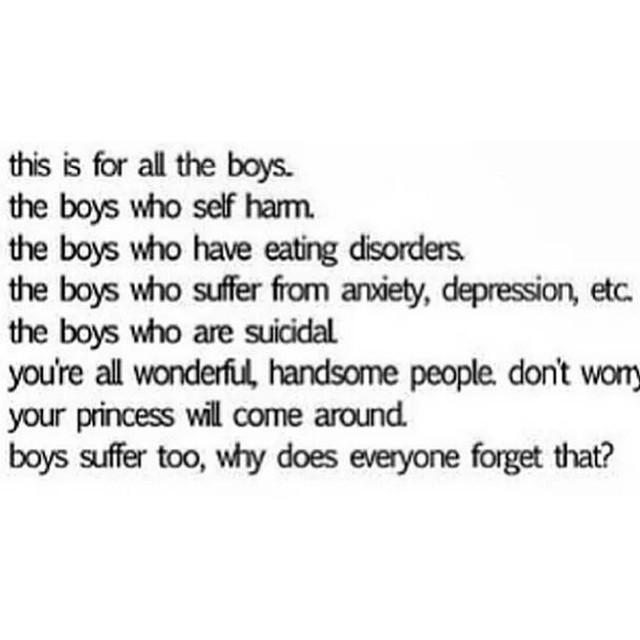 this is for all the boys.
the boys who self harm.
the boys who have eating disorders.
the boys who suffer from anxiety, depression, etc.
the boys who are suicidal.
you're all wonderful, handsome people. don't worry
your princess will come around.
boys suffer too, why does everyone forget that?